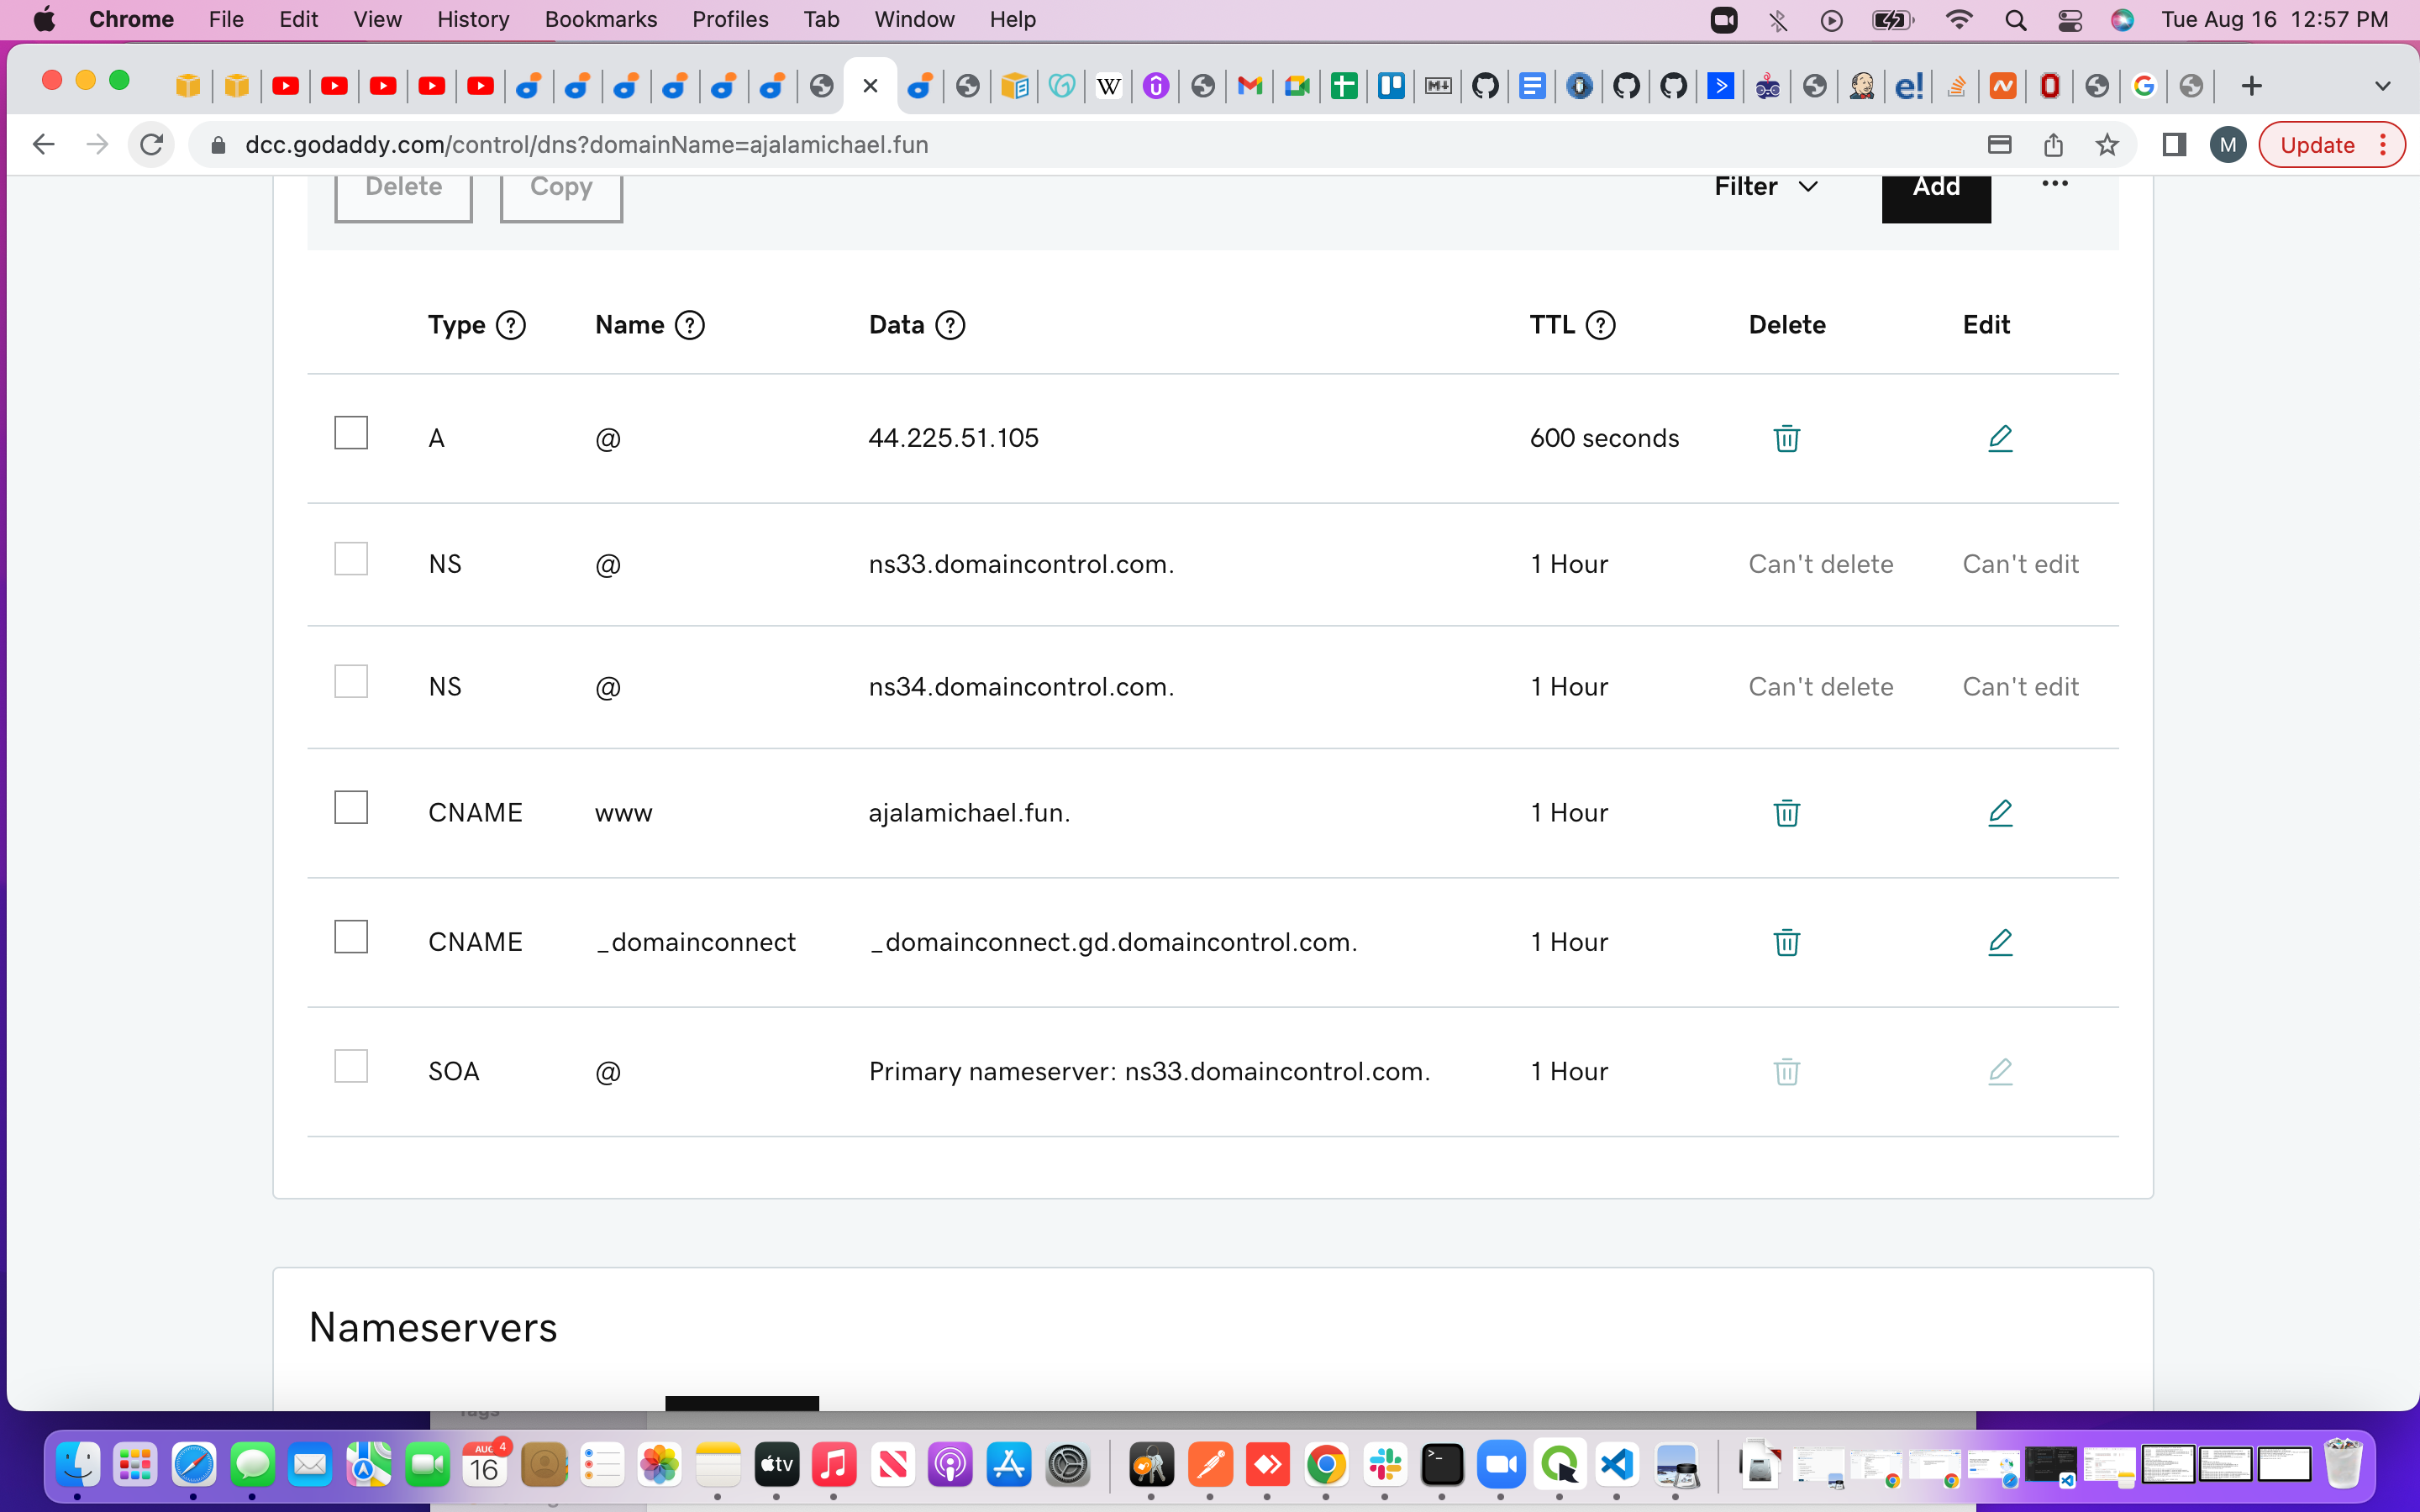 Chrome File Edit View History Bookmarks Profiles Tab Window Help Tue Aug 16 12:57 PM
dcc.godaddy.com/control/dns?domainName=ajalamichael.fun M Update
Delete Copy Filter Add
Type ? Name ? Data ? TTL ? Delete Edit
A @ 44.225.51.105 600 seconds
NS @ ns33.domaincontrol.com. 1 Hour Can't delete Can't edit
NS @ ns34.domaincontrol.com. 1 Hour Can't delete Can't edit
CNAME www ajalamichael.fun. 1 Hour
CNAME _domainconnect _domainconnect.gd.domaincontrol.com. 1 Hour
SOA @ Primary nameserver: ns33.domaincontrol.com. 1 Hour
Nameservers
Tags
AUG 4
16
tv